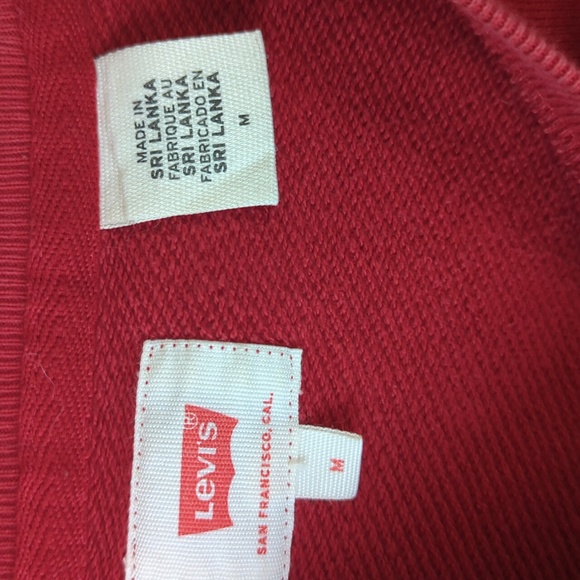 MADE IN
SRI LANKA
FABRIQUE AU
SRI LANKA
FABRICADO EN
SRI LANKA
M
Levi's®
SAN FRANCISCO, CAL.
M